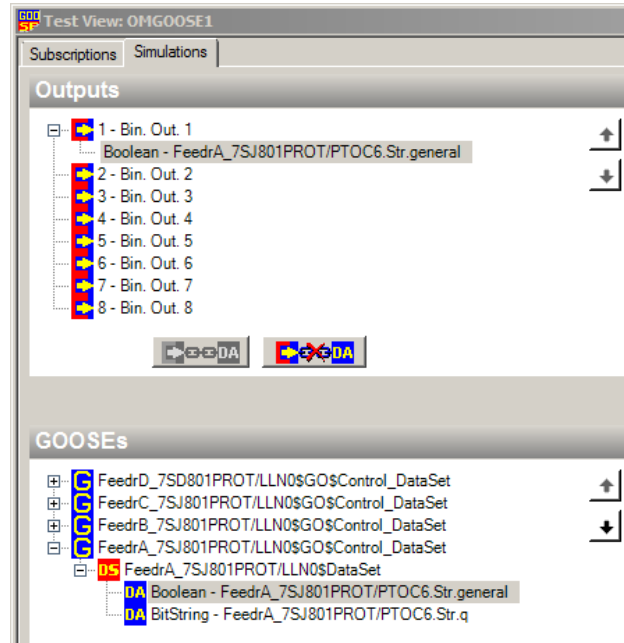 GOO
SE
Test View: OMGOOSE1
Subscriptions
Simulations
Outputs
1 - Bin. Out. 1
Boolean - FeedrA_7SJ801PROT/PTOC6.Str.general
2 - Bin. Out. 2
3 - Bin. Out. 3
4 - Bin. Out. 4
5 - Bin. Out. 5
6 - Bin. Out. 6
7 - Bin. Out. 7
8 - Bin. Out. 8
DA
DA
GOOSEs
G FeedrD_7SD801PROT/LLN0$GO$Control_DataSet
G FeedrC_7SJ801PROT/LLN0$GO$Control_DataSet
G FeedrB_7SJ801PROT/LLN0$GO$Control_DataSet
G FeedrA_7SJ801PROT/LLN0$GO$Control_DataSet
DS FeedrA_7SJ801PROT/LLN0$DataSet
DA Boolean - FeedrA_7SJ801PROT/PTOC6.Str.general
DA BitString - FeedrA_7SJ801PROT/PTOC6.Str.q